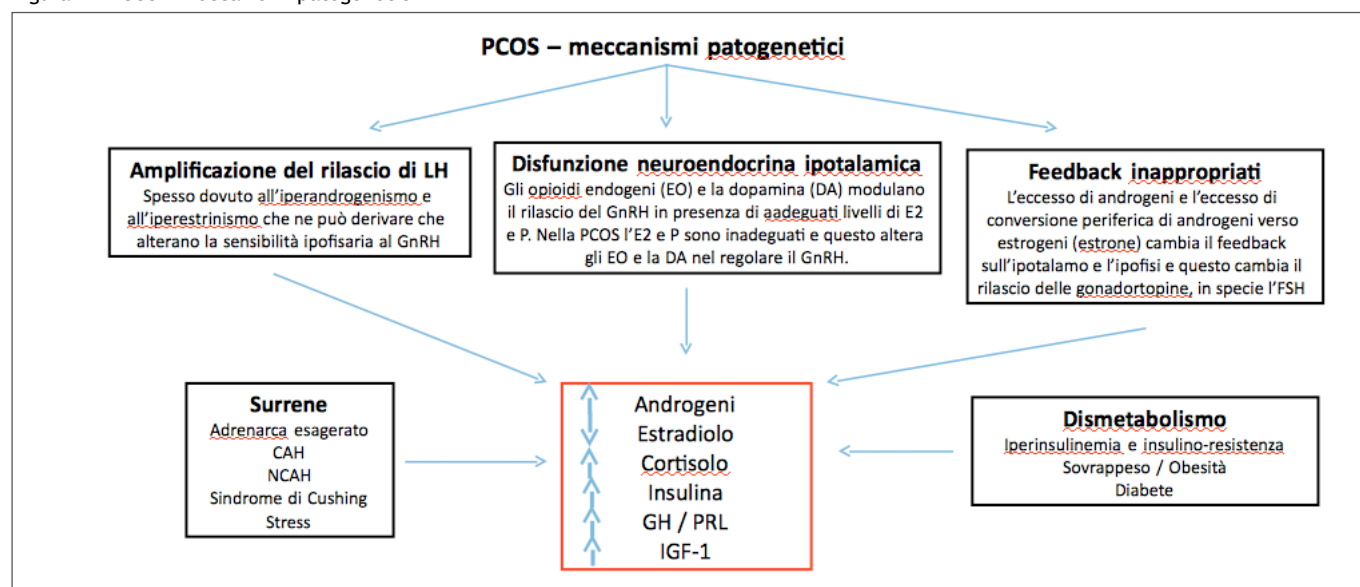 PCOS – meccanismi patogenetici
Amplificazione del rilascio di LH
Spesso dovuto all'iperandrogenismo e
all'iperestrinismo che ne può derivare che
alterano la sensibilità ipofisaria al GnRH
Disfunzione neuroendocrina ipotalamica
Gli opioidi endogeni (EO) e la dopamina (DA) modulano
il rilascio del GnRH in presenza di aadeguati livelli di E2
e P. Nella PCOS l'E2 e P sono inadeguati e questo altera
gli EO e la DA nel regolare il GnRH.
Feedback inappropriati
L'eccesso di androgeni e l'eccesso di
conversione periferica di androgeni verso
estrogeni (estrone) cambia il feedback
sull'ipotalamo e l'ipofisi e questo cambia il
rilascio delle gonadortopine, in specie l'FSH
Surrene
Adrenarca esagerato
CAH
NCAH
Sindrome di Cushing
Stress
Androgeni
Estradiolo
Cortisolo
Insulina
GH / PRL
IGF-1
Dismetabolismo
Iperinsulinemia e insulino-resistenza
Sovrappeso / Obesità
Diabete